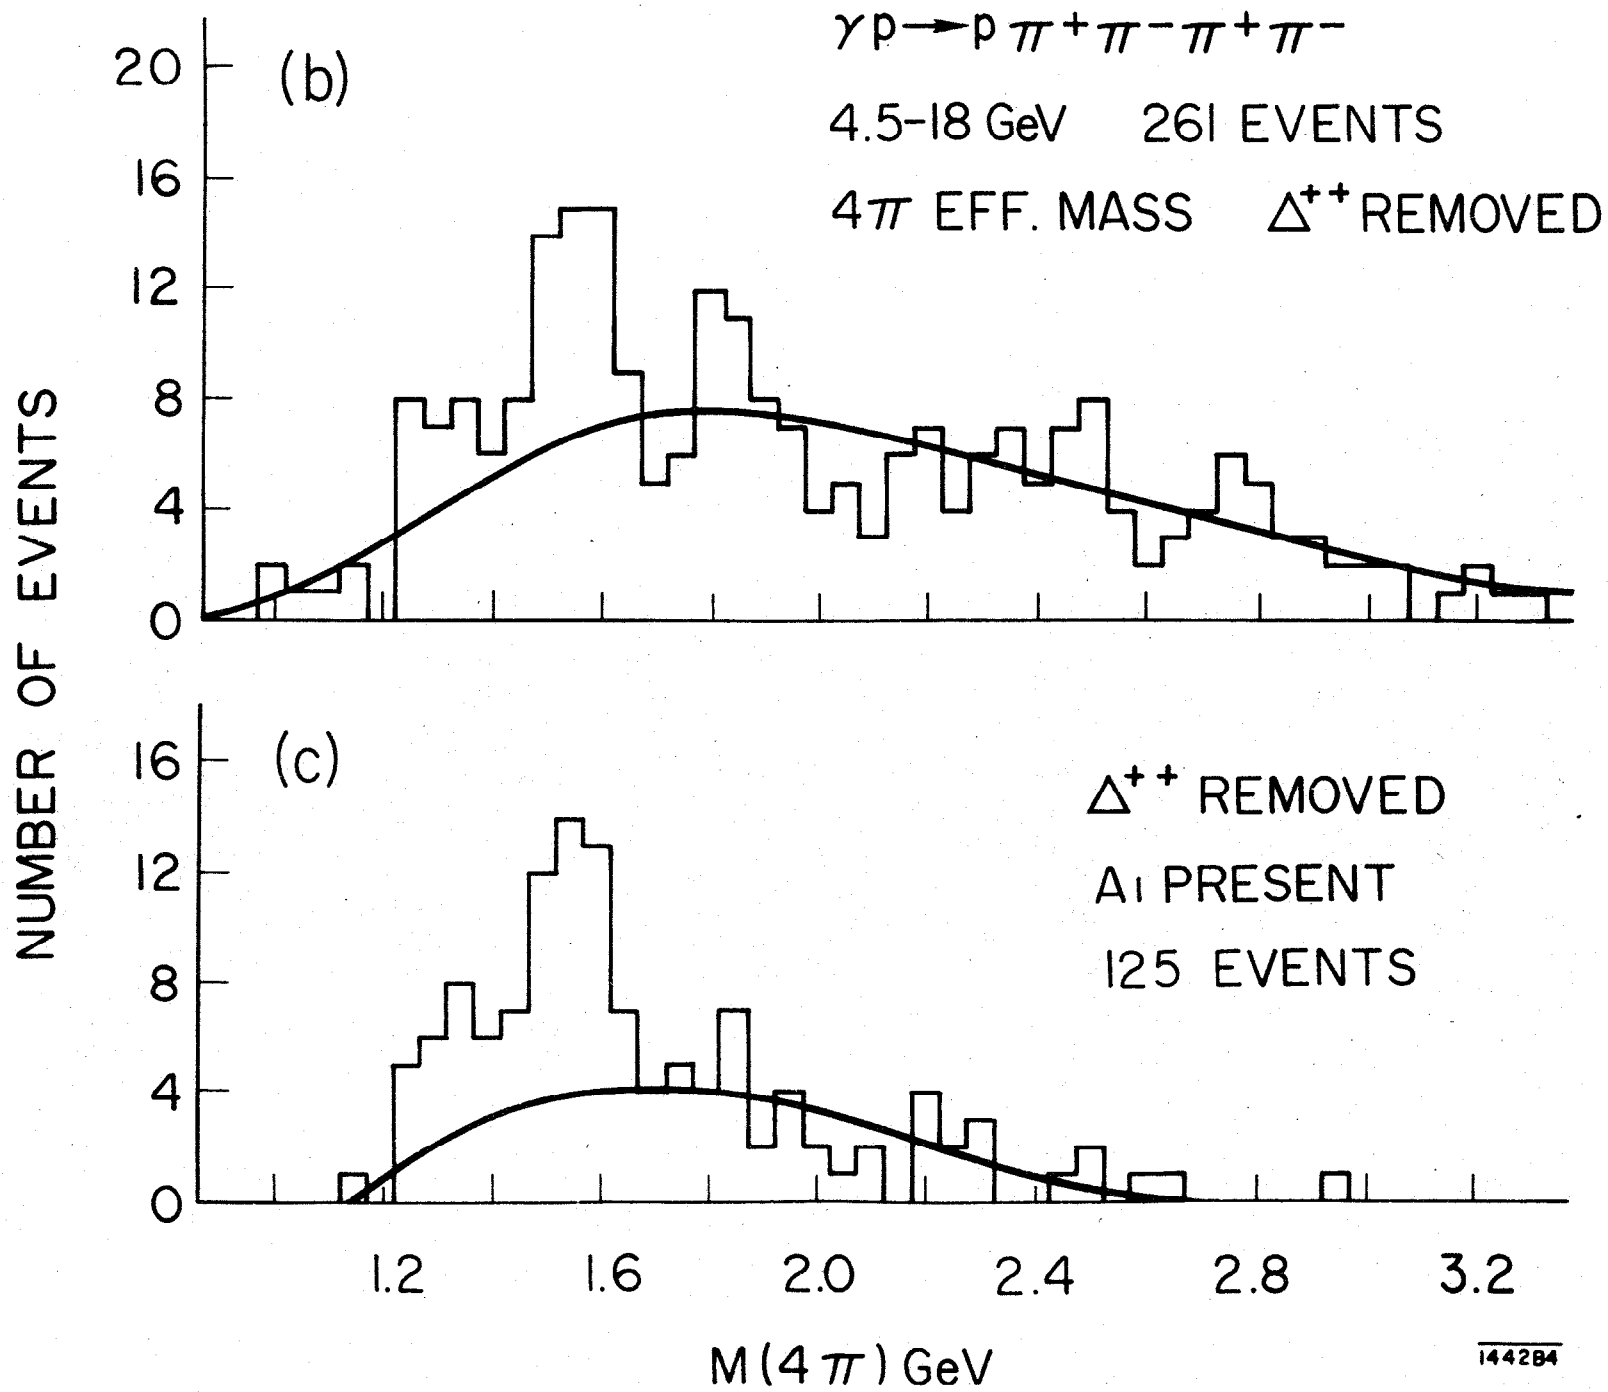 γp→pπ+π-π+π-
20
(b)
4.5-18 GeV 261 EVENTS
16
4π EFF. MASS Δ++ REMOVED
12
8
4
0
NUMBER OF EVENTS
(c)
16
Δ++ REMOVED
12
A1 PRESENT
125 EVENTS
8
4
0
1.2 1.6 2.0 2.4 2.8 3.2
M(4π) GeV
1442B4